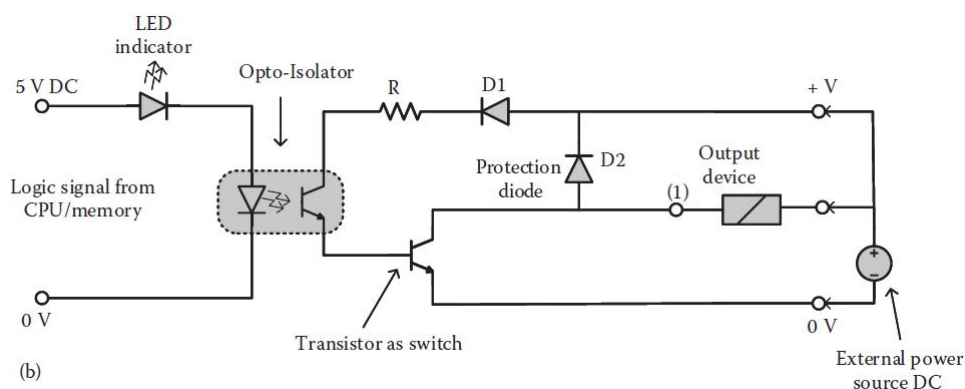 LED
indicator
Opto-Isolator
5 V DC
R
D1
+ V
Protection
diode
D2
Output
device
(1)
Logic signal from
CPU/memory
+
−
0 V
0 V
Transistor as switch
External power
source DC
(b)